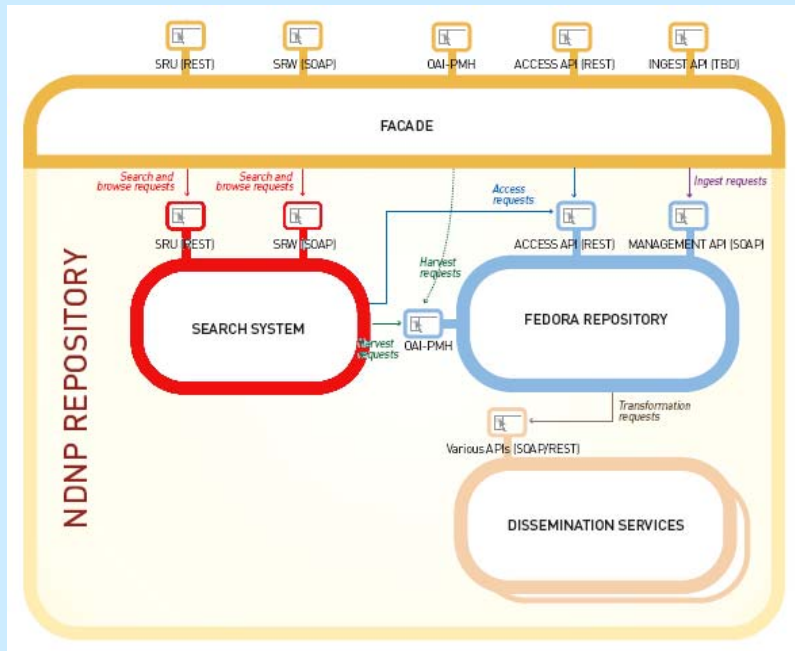 SRU (REST)
SRW (SOAP)
OAI-PMH
ACCESS API (REST)
INGEST API (TBD)
FACADE
Search and
browse requests
Search and
browse requests
Access
requests
Ingest requests
SRU (REST)
SRW (SOAP)
ACCESS API (REST)
MANAGEMENT API (SOAP)
Harvest
requests
SEARCH SYSTEM
FEDORA REPOSITORY
Harvest
requests
OAI-PMH
NDNP REPOSITORY
Transformation
requests
Various APIs (SOAP/REST)
DISSEMINATION SERVICES